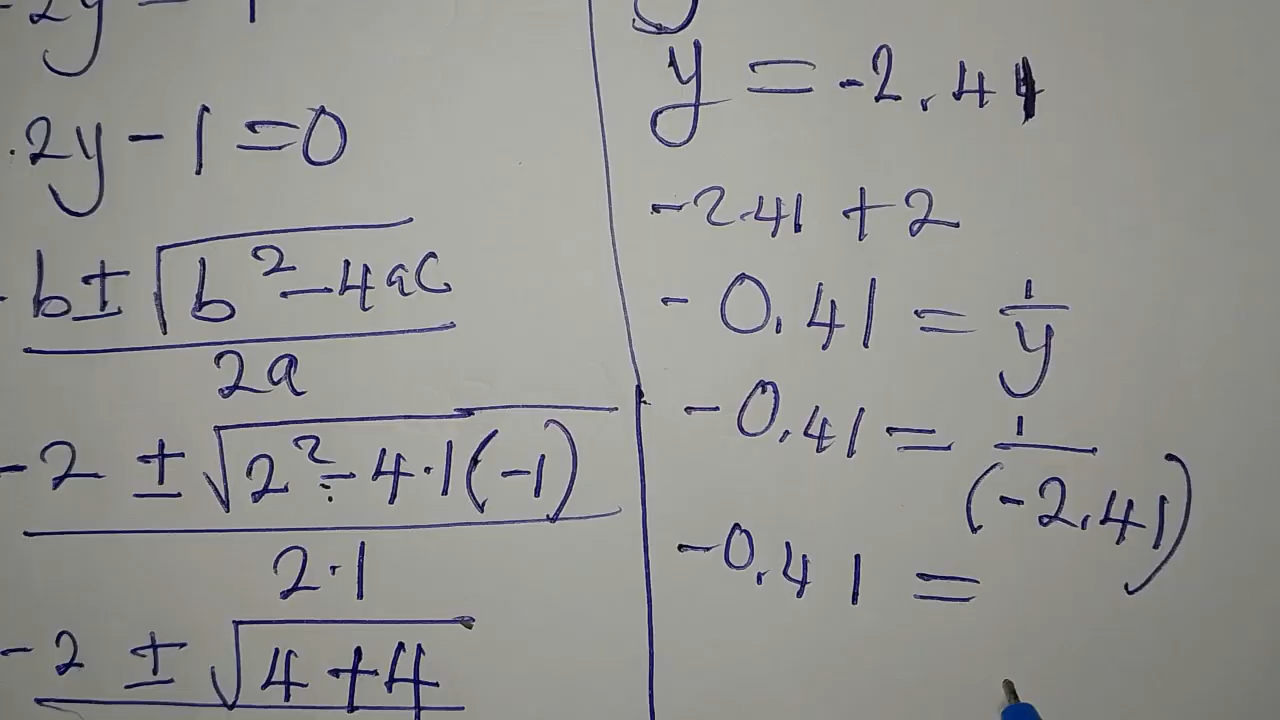 -2y - 1
2y - 1 = 0
-b ± √b² - 4ac
2a
-2 ± √2² - 4·1(-1)
2·1
-2 ± √4 + 4
y
y = -2.41
-2.41 + 2
-0.41 = 1/y
-0.41 = 1/(-2.41)
-0.41 =